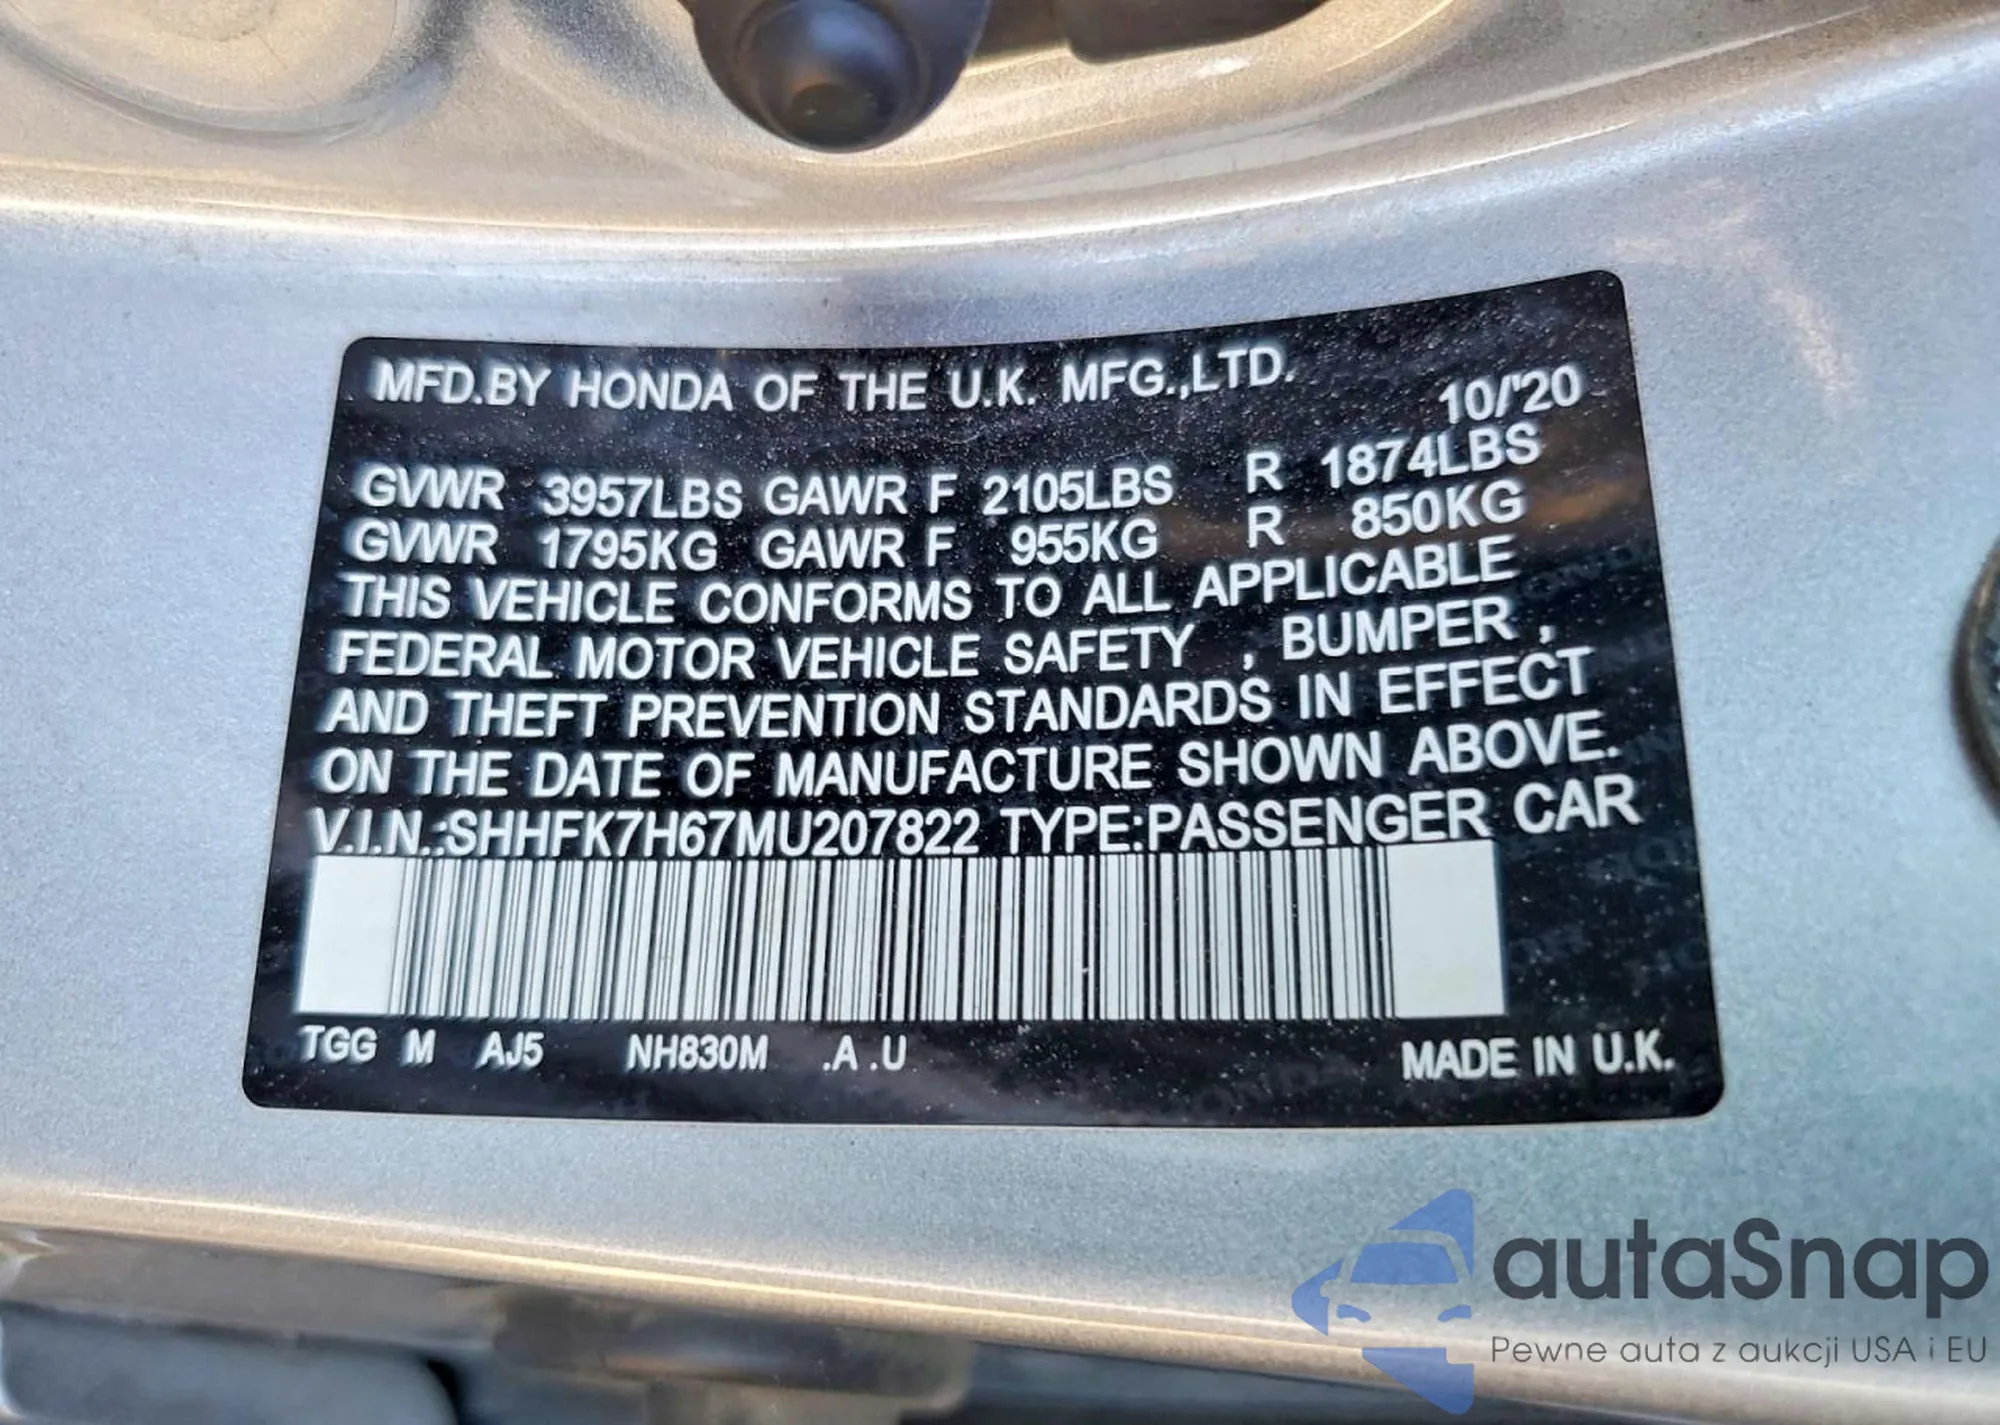 MFD.BY HONDA OF THE U.K. MFG.,LTD.
10/'20
GVWR 3957LBS GAWR F 2105LBS R 1874LBS
GVWR 1795KG GAWR F 955KG R 850KG
THIS VEHICLE CONFORMS TO ALL APPLICABLE
FEDERAL MOTOR VEHICLE SAFETY , BUMPER ,
AND THEFT PREVENTION STANDARDS IN EFFECT
ON THE DATE OF MANUFACTURE SHOWN ABOVE.
V.I.N.:SHHFK7H67MU207822 TYPE:PASSENGER CAR
TGG M AJ5 NH830M .A .U MADE IN U.K.
autaSnap
Pewne auta z aukcji USA i EU